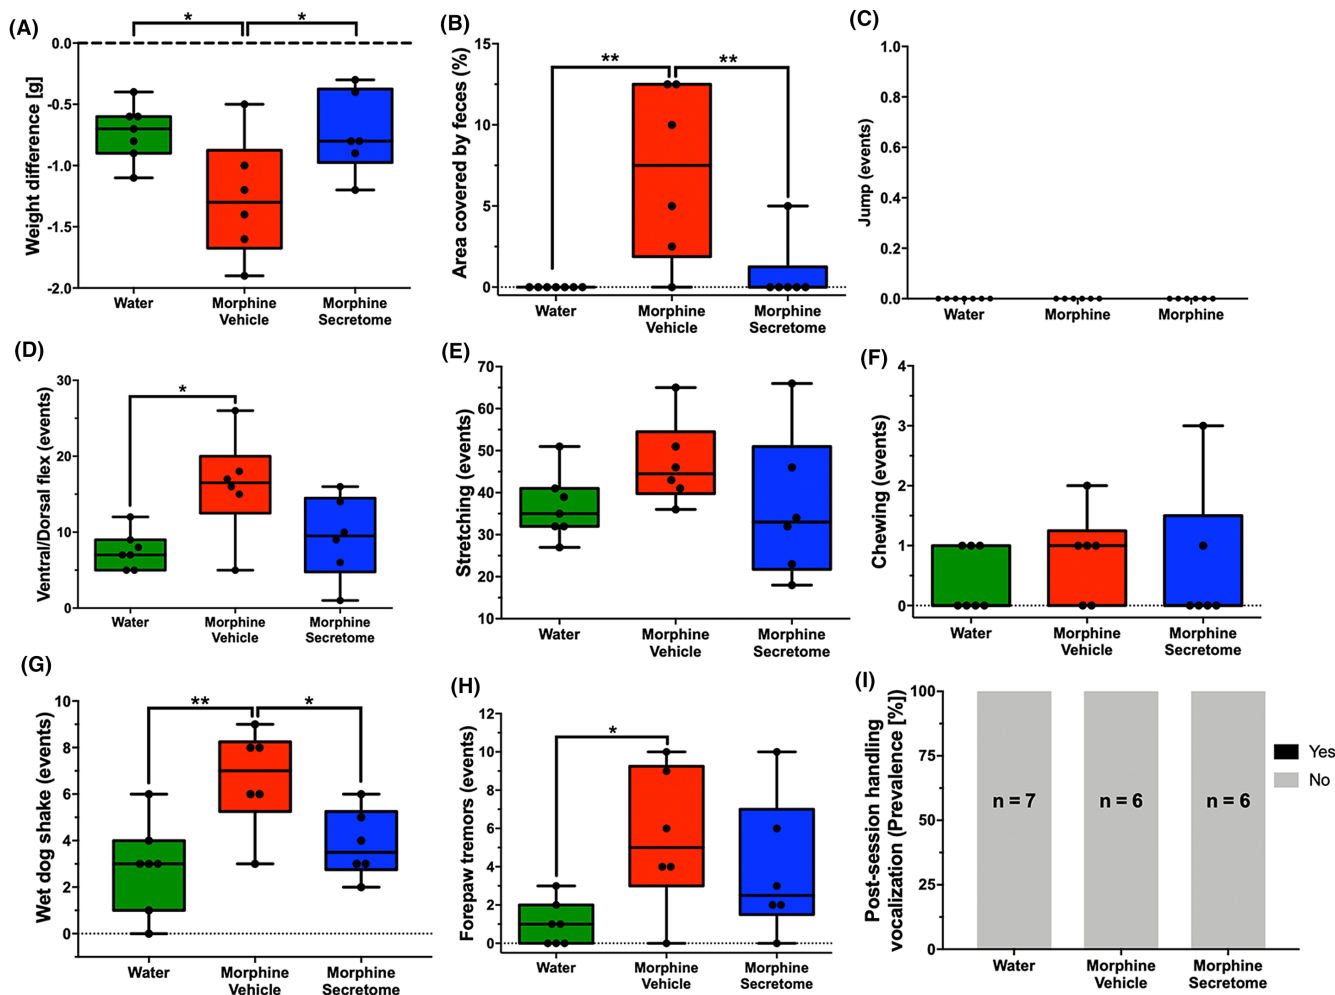 (A)
Weight difference [g]
0.0
-0.5
-1.0
-1.5
-2.0
*
*
Water
Morphine
Vehicle
Morphine
Secretome
(B)
Area covered by feces (%)
15
10
5
0
**
**
Water
Morphine
Vehicle
Morphine
Secretome
(C)
Jump (events)
1.0
0.8
0.6
0.4
0.2
0.0
Water
Morphine
Morphine
(D)
Ventral/Dorsal flex (events)
30
20
10
0
*
Water
Morphine
Vehicle
Morphine
Secretome
(E)
Stretching (events)
70
60
50
40
30
20
10
Water
Morphine
Vehicle
Morphine
Secretome
(F)
Chewing (events)
4
3
2
1
0
Water
Morphine
Vehicle
Morphine
Secretome
(G)
Wet dog shake (events)
10
8
6
4
2
0
**
*
Water
Morphine
Vehicle
Morphine
Secretome
(H)
Forepaw tremors (events)
12
10
8
6
4
2
0
*
Water
Morphine
Vehicle
Morphine
Secretome
(I)
Post-session handling
vocalization (Prevalence [%])
100
75
50
25
0
n = 7
n = 6
n = 6
Water
Morphine
Vehicle
Morphine
Secretome
Yes
No